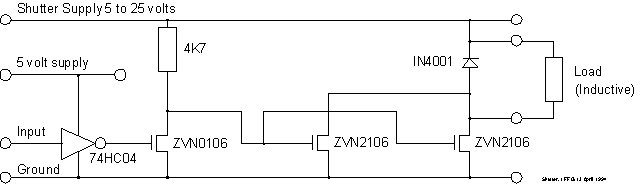 Shutter Supply 5 to 25 volts
4K7
IN4001
5 volt supply
Load
(Inductive)
Input
74HC04
ZVN0106
ZVN2106
ZVN2106
Ground
April